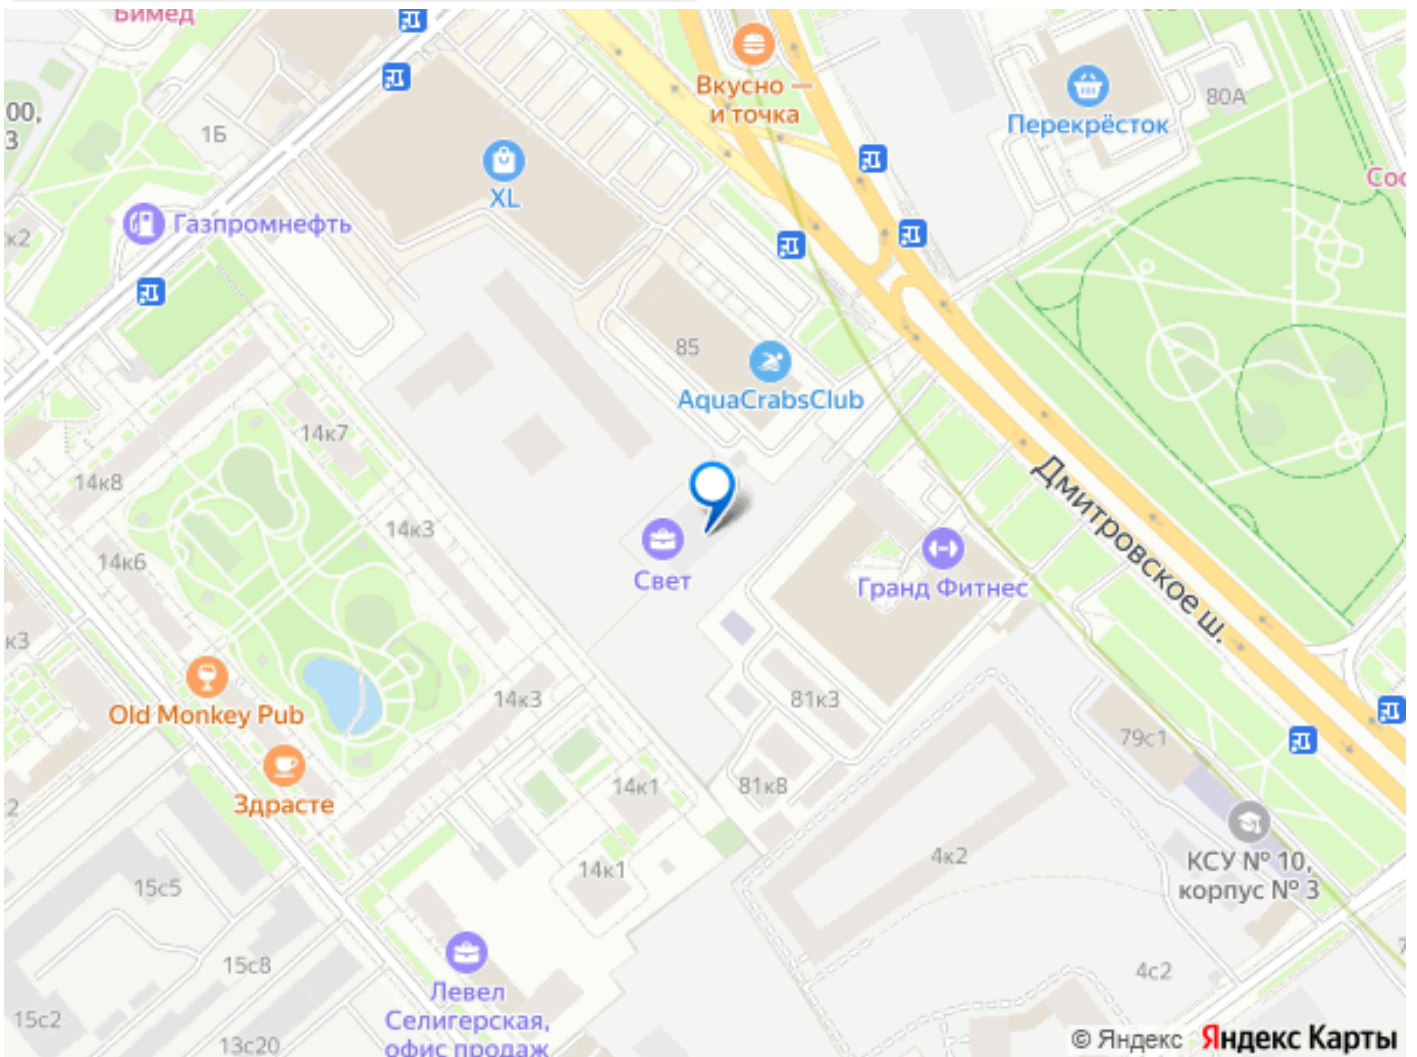 Бимед
Вкусно —
и точка
Перекрёсток
80А
00,
3
1Б
XL
Газпромнефть
к2
85
AquaCrabsClub
14к7
14к8
14к3
14к6
Свет
Гранд Фитнес
Дмитровское ш.
к3
Old Monkey Pub
14к3
81к3
79с1
Здрасте
14к1
81к8
4к2
КСУ № 10,
корпус № 3
14к1
15с5
15с8
4с2
Левел
Селигерская,
офис продаж
15с2
13с20
© Яндекс Яндекс Карты